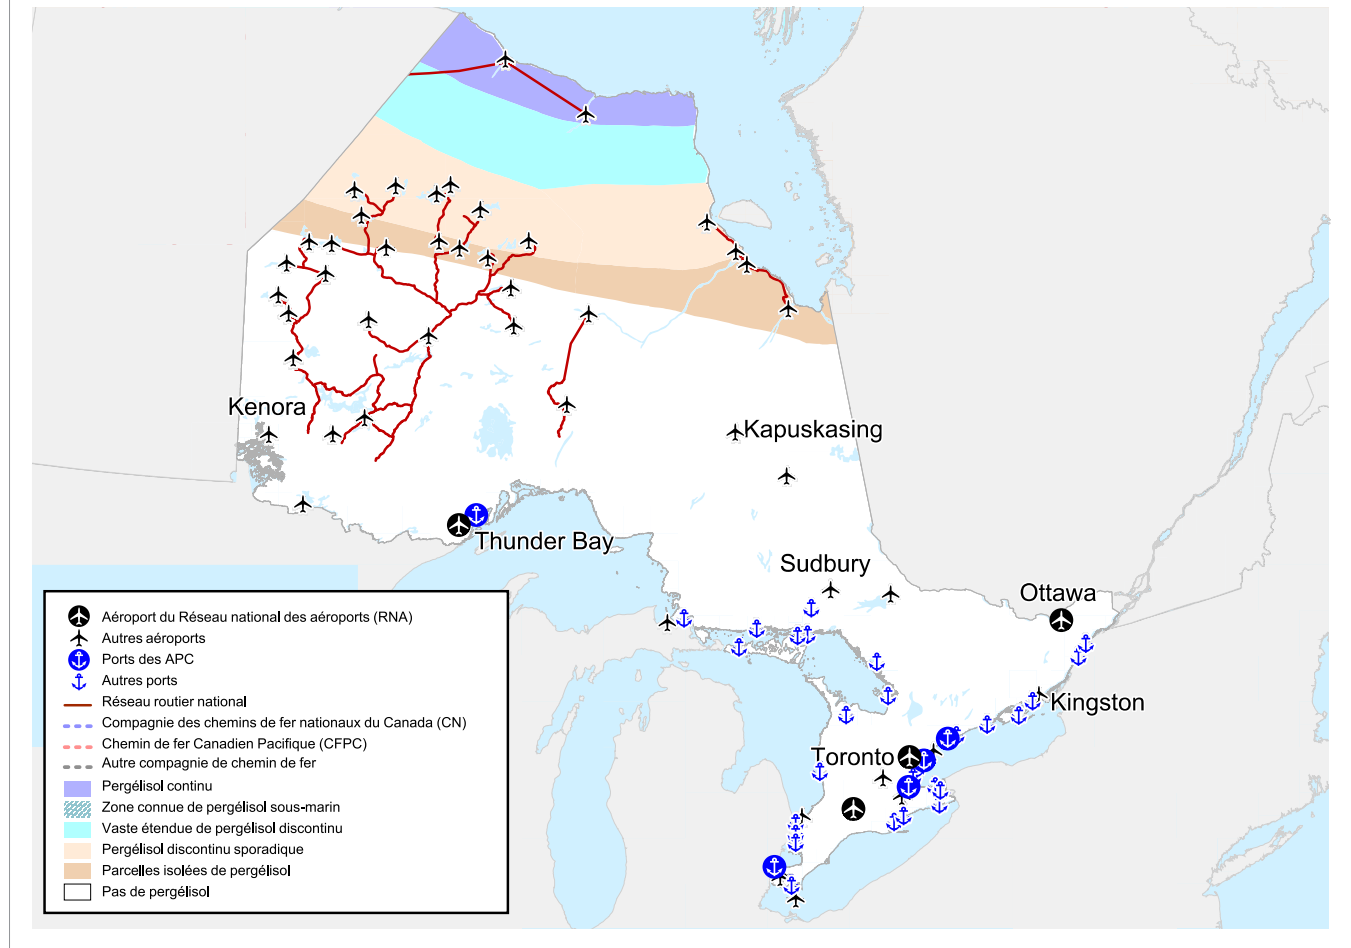 Kenora
Kapuskasing
Thunder Bay
Sudbury
Ottawa
Kingston
Toronto
Aéroport du Réseau national des aéroports (RNA)
Autres aéroports
Ports des APC
Autres ports
Réseau routier national
Compagnie des chemins de fer nationaux du Canada (CN)
Chemin de fer Canadien Pacifique (CFPC)
Autre compagnie de chemin de fer
Pergélisol continu
Zone connue de pergélisol sous-marin
Vaste étendue de pergélisol discontinu
Pergélisol discontinu sporadique
Parcelles isolées de pergélisol
Pas de pergélisol